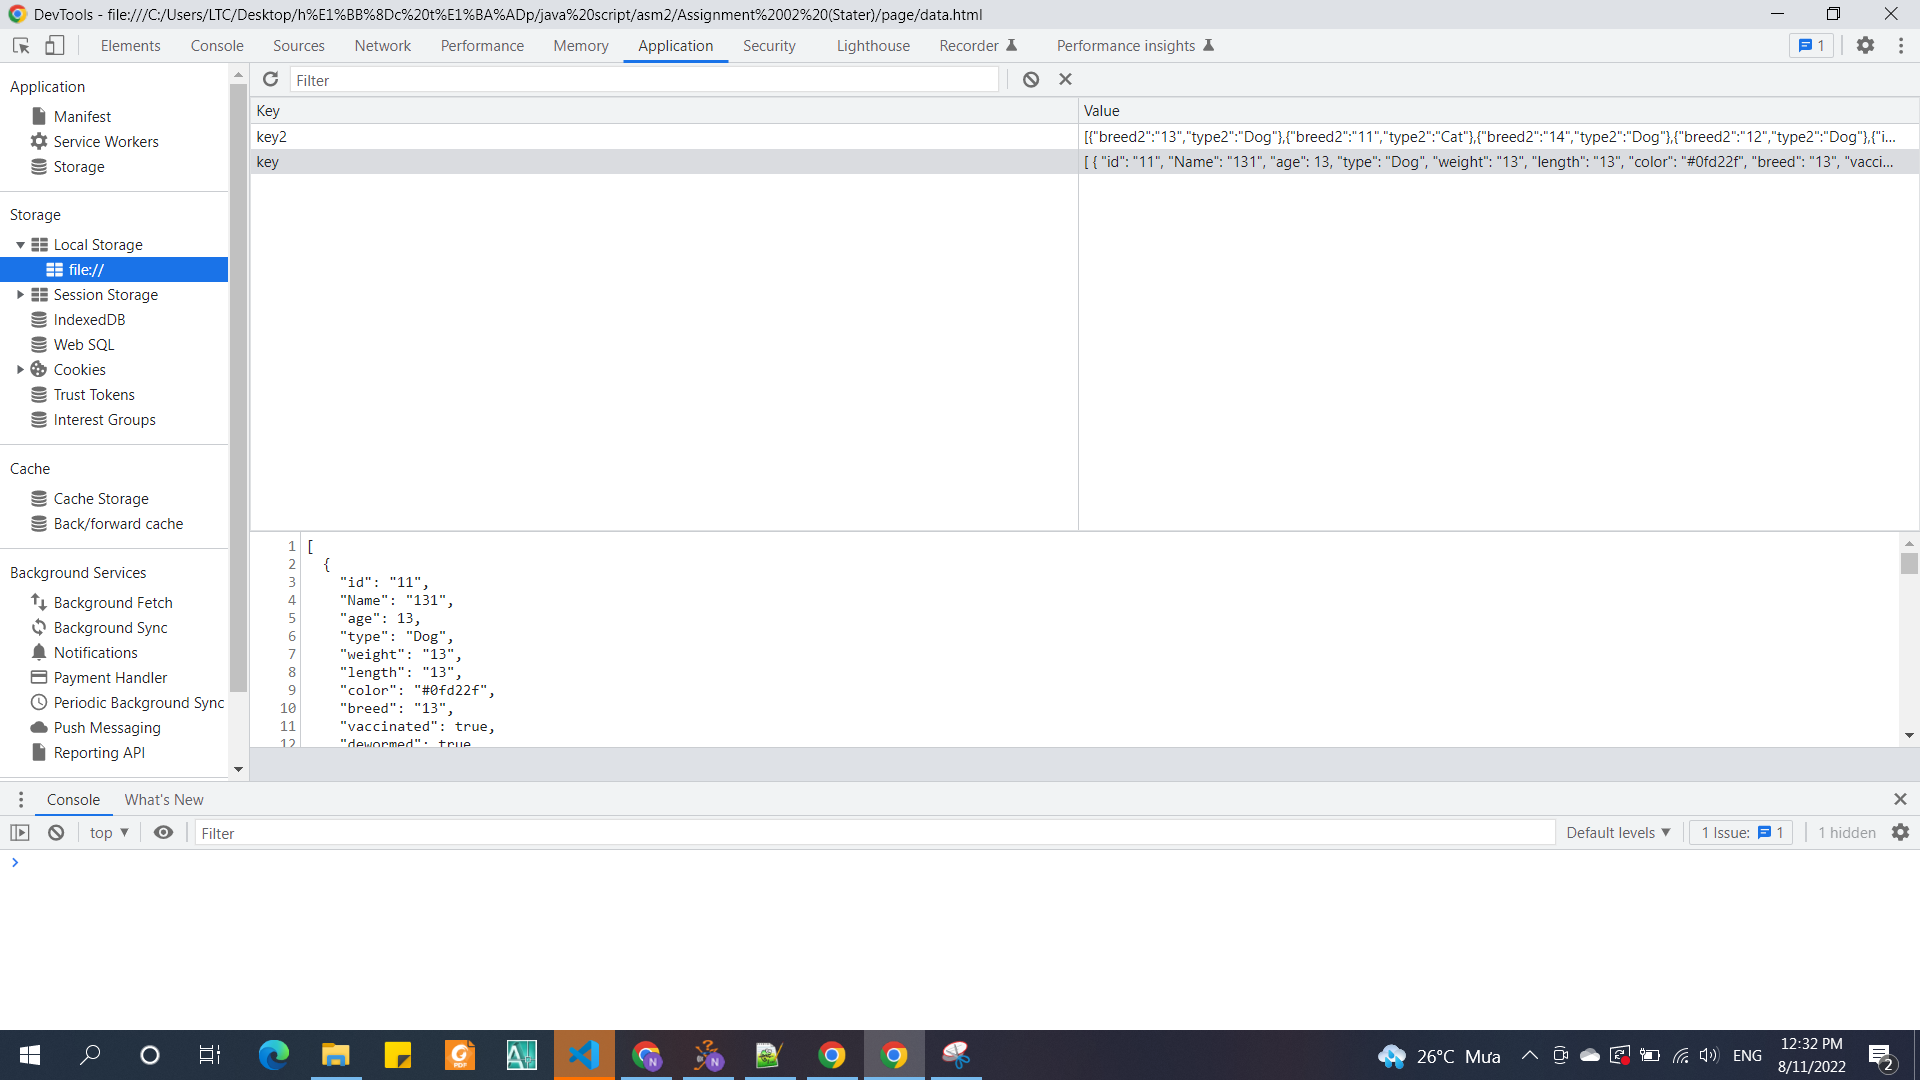 DevTools - file:///C:/Users/LTC/Desktop/h%E1%BB%8Dc%20t%E1%BA%ADp/java%20script/asm2/Assignment%2002%20(Stater)/page/data.html
Elements Console Sources Network Performance Memory Application Security Lighthouse Recorder Performance insights 1
Application
Manifest
Service Workers
Storage
Storage
Local Storage
file://
Session Storage
IndexedDB
Web SQL
Cookies
Trust Tokens
Interest Groups
Cache
Cache Storage
Back/forward cache
Background Services
Background Fetch
Background Sync
Notifications
Payment Handler
Periodic Background Sync
Push Messaging
Reporting API
Filter
Key Value
key2 [{"breed2":"13","type2":"Dog"},{"breed2":"11","type2":"Cat"},{"breed2":"14","type2":"Dog"},{"breed2":"12","type2":"Dog"},{"i...
key [ { "id": "11", "Name": "131", "age": 13, "type": "Dog", "weight": "13", "length": "13", "color": "#0fd22f", "breed": "13", "vacci...
1 [
2 {
3 "id": "11",
4 "Name": "131",
5 "age": 13,
6 "type": "Dog",
7 "weight": "13",
8 "length": "13",
9 "color": "#0fd22f",
10 "breed": "13",
11 "vaccinated": true,
12 "dewormed": true
Console What's New
top Filter Default levels 1 Issue: 1 1 hidden
26°C Mưa ENG 12:32 PM
8/11/2022 2